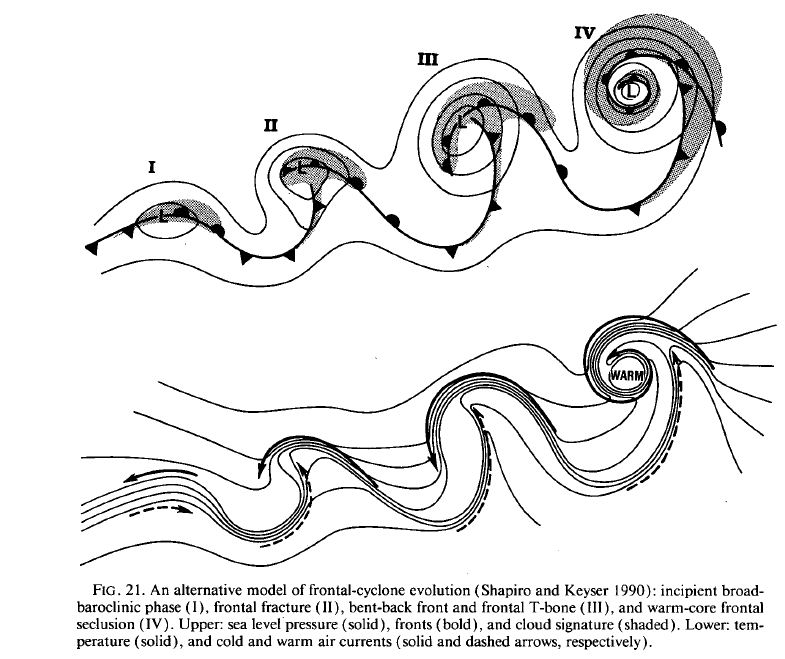 IV
III
II
I
L
L
L
L
WARM
FIG. 21. An alternative model of frontal-cyclone evolution (Shapiro and Keyser 1990): incipient broad-
baroclinic phase (I), frontal fracture (II), bent-back front and frontal T-bone (III), and warm-core frontal
seclusion (IV). Upper: sea level pressure (solid), fronts (bold), and cloud signature (shaded). Lower: tem-
perature (solid), and cold and warm air currents (solid and dashed arrows, respectively).